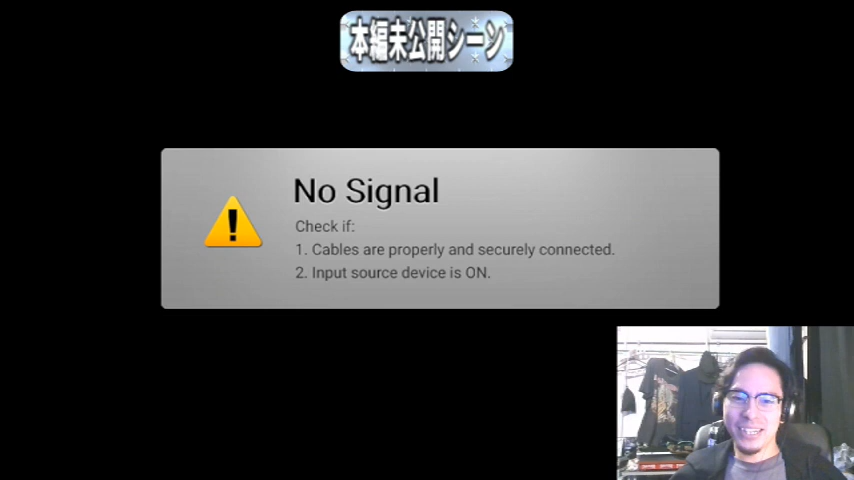 本編未公開シーン
No Signal
Check if:
1. Cables are properly and securely connected.
2. Input source device is ON.